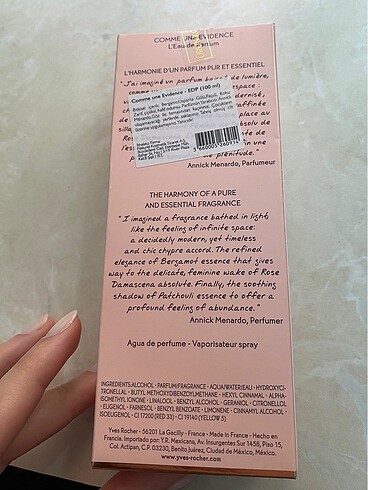 COMME UNE EVIDENCE
L'Eau de Parfum
L'HARMONIE D'UN PARFUM PUR ET ESSENTIEL
"J'ai imaginé un parfum baigné de lumière,
Comme une Evidence - EDP (100 ml)
plénitude."
Annick Menardo, Parfumeur
THE HARMONY OF A PURE
AND ESSENTIAL FRAGRANCE
"I imagined a fragrance bathed in light,
like the feeling of infinite space:
a decidedly modern, yet timeless
and chic chypre accord. The refined
elegance of Bergamot essence that gives
way to the delicate, feminine wake of Rose
Damascena absolute. Finally, the soothing
shadow of Patchouli essence to offer a
profound feeling of abundance."
Annick Menardo, Perfumer
Agua de perfume - Vaporisateur spray
INGREDIENTS:ALCOHOL - PARFUM/FRAGRANCE - AQUA/WATER/EAU - HYDROXYCI-
TRONELLAL - BUTYL METHOXYDIBENZOYLMETHANE - HEXYL CINNAMAL - ALPHA-
ISOMETHYL IONONE - LINALOOL - BENZYL ALCOHOL - GERANIOL - CITRONELLOL
- EUGENOL - FARNESOL - BENZYL BENZOATE - LIMONENE - CINNAMYL ALCOHOL -
ISOEUGENOL - CI 17200 (RED 33) - CI 19140 (YELLOW 5)
Yves Rocher - 56201 La Gacilly - France - Made in France - Hecho en
Francia. Importado por: Y.R. Mexicana, Av. Insurgentes Sur 1458, Piso 15,
Col. Actipan, C.P. 03230, Benito Juárez, Ciudad de México, México.
www.yves-rocher.com